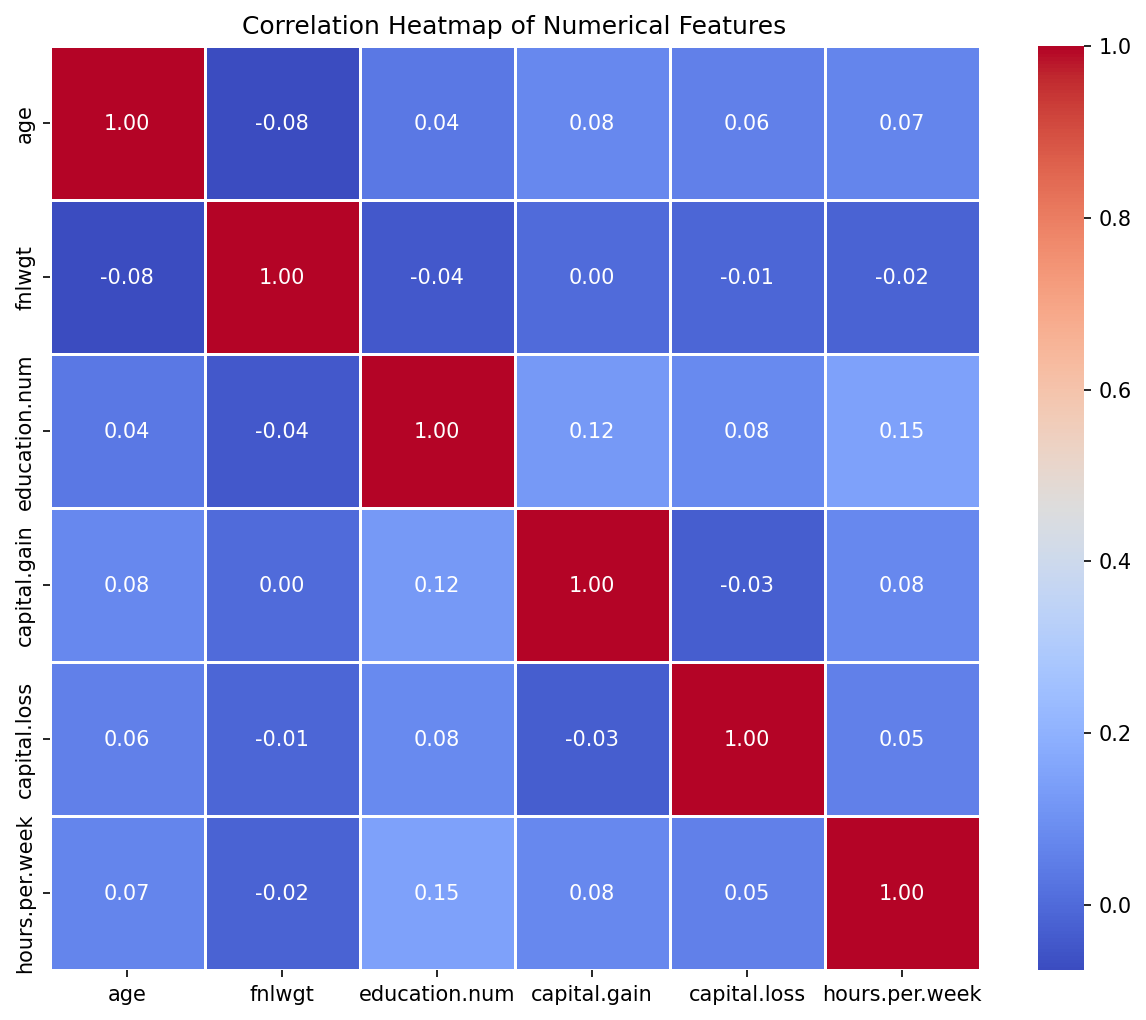 Correlation Heatmap of Numerical Features
age 1.00 -0.08 0.04 0.08 0.06 0.07
fnlwgt -0.08 1.00 -0.04 0.00 -0.01 -0.02
education.num 0.04 -0.04 1.00 0.12 0.08 0.15
capital.gain 0.08 0.00 0.12 1.00 -0.03 0.08
capital.loss 0.06 -0.01 0.08 -0.03 1.00 0.05
hours.per.week 0.07 -0.02 0.15 0.08 0.05 1.00
age fnlwgt education.num capital.gain capital.loss hours.per.week
1.0
0.8
0.6
0.4
0.2
0.0